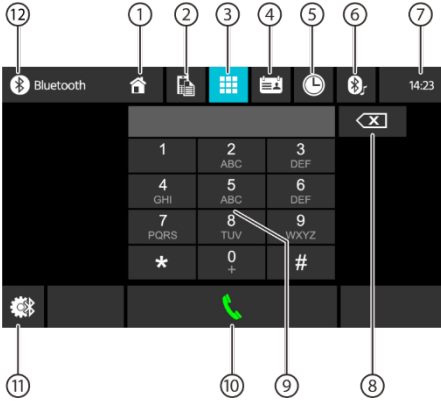 12 1 2 3 4 5 6 7
Bluetooth 14:23
1 2 3
ABC DEF
4 5 6
GHI ABC DEF
7 8 9
PQRS TUV WXYZ
* 0 #
+
11 10 9 8